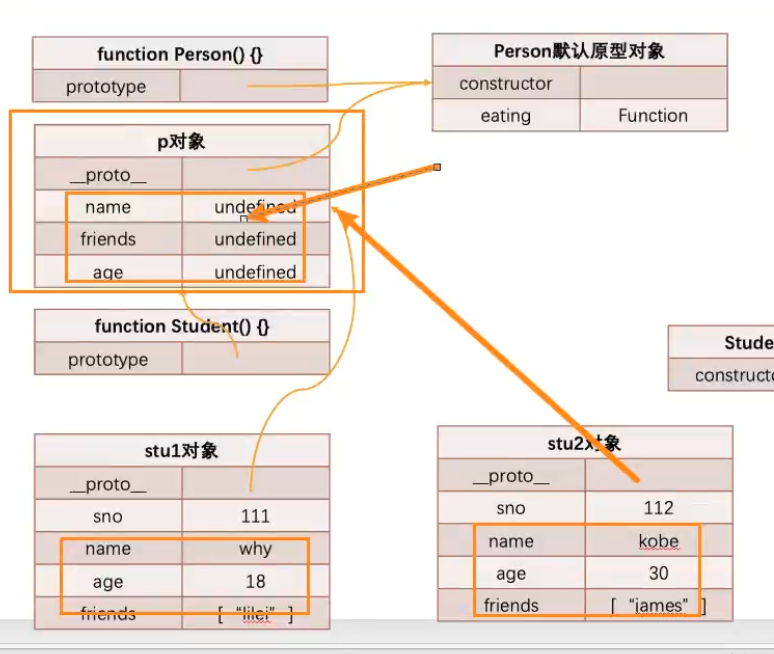 function Person() {}
prototype
Person默认原型对象
constructor
eating Function
p对象
__proto__
name undefined
friends undefined
age undefined
function Student() {}
prototype
Stude
constructo
stu1对象
__proto__
sno 111
name why
age 18
friends [ “lilei” ]
stu2对象
__proto__
sno 112
name kobe
age 30
friends [ “james” ]